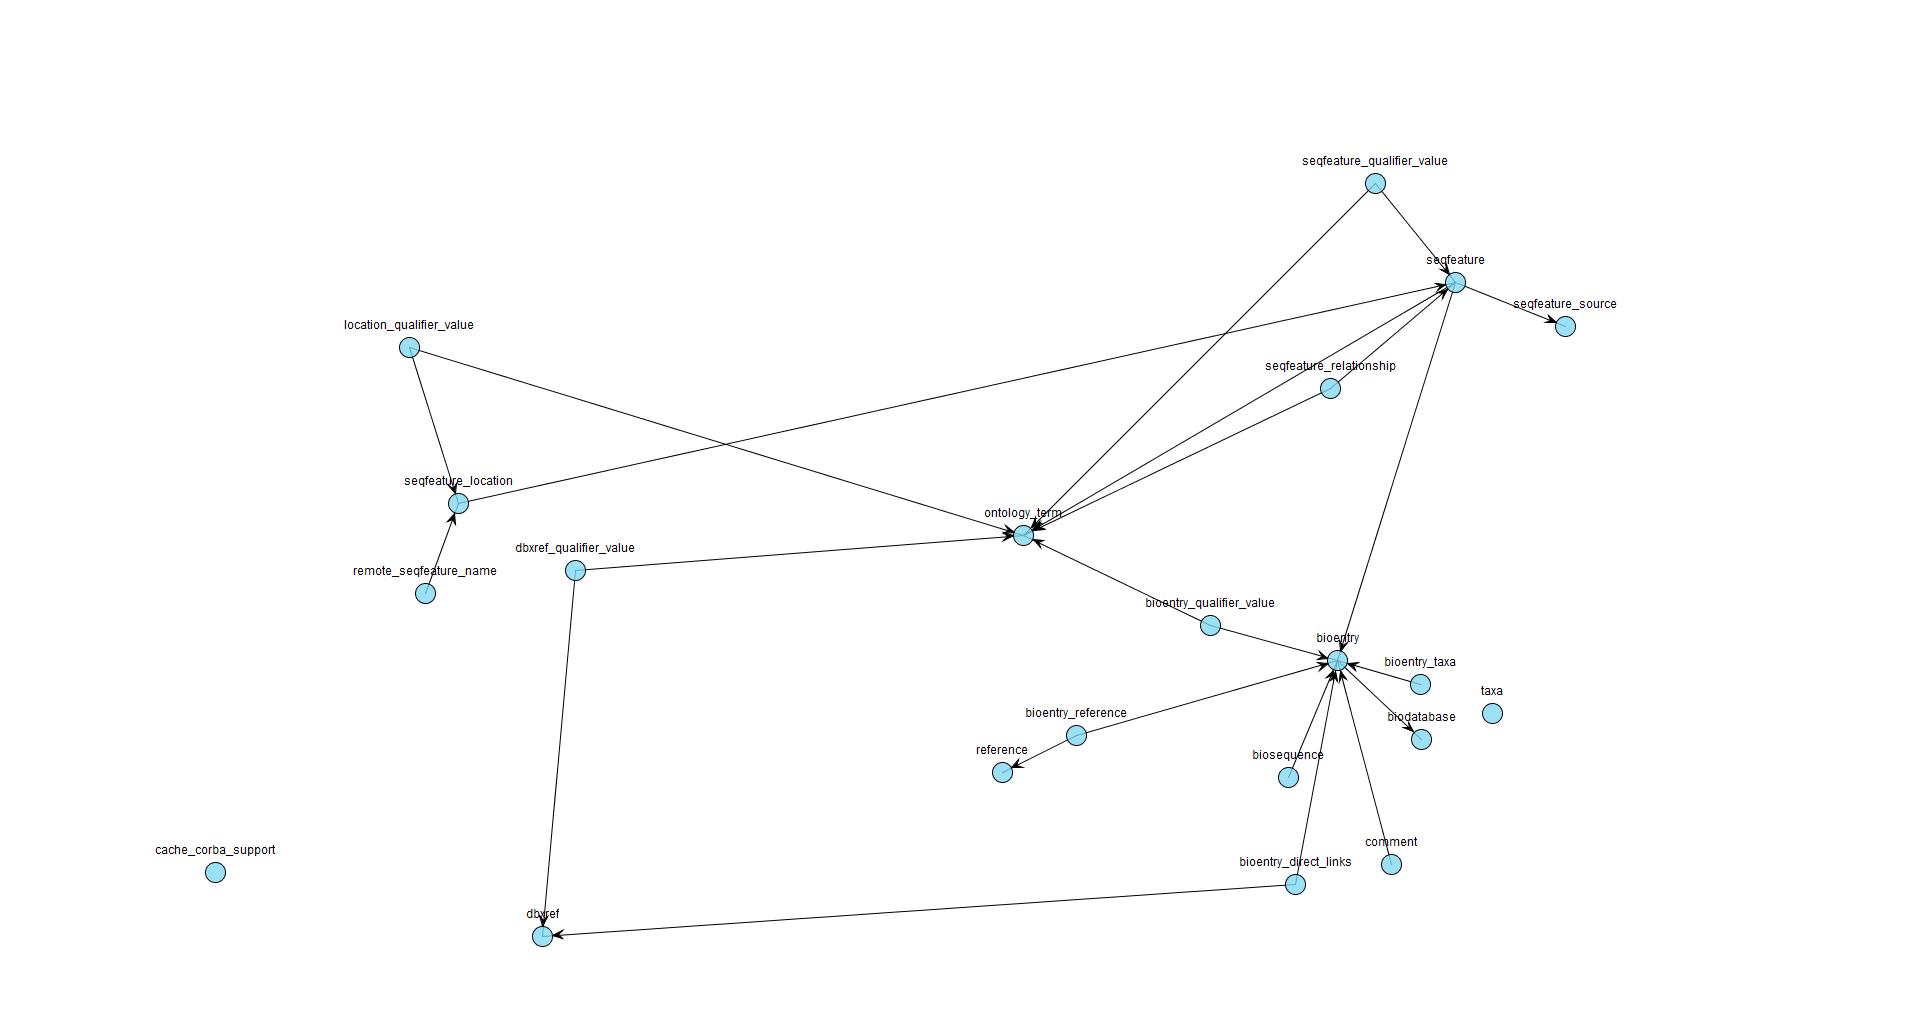 seqfeature_qualifier_value
seqfeature
seqfeature_source
location_qualifier_value
seqfeature_relationship
seqfeature_location
ontology_term
dbxref_qualifier_value
remote_seqfeature_name
bioentry_qualifier_value
bioentry
bioentry_taxa
taxa
bioentry_reference
biodatabase
reference
biosequence
comment
cache_corba_support
bioentry_direct_links
dbxref